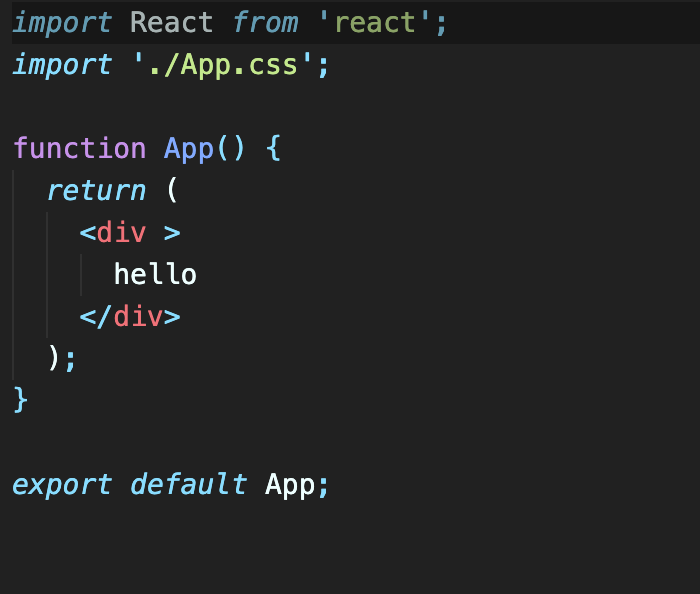 import React from 'react';
import './App.css';
function App() {
return (
<div >
hello
</div>
);
}
export default App;